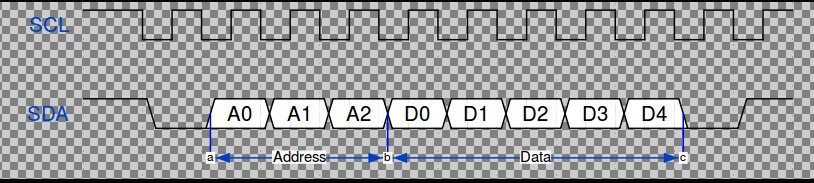 SCL
SDA A0 A1 A2 D0 D1 D2 D3 D4
a Address b Data c